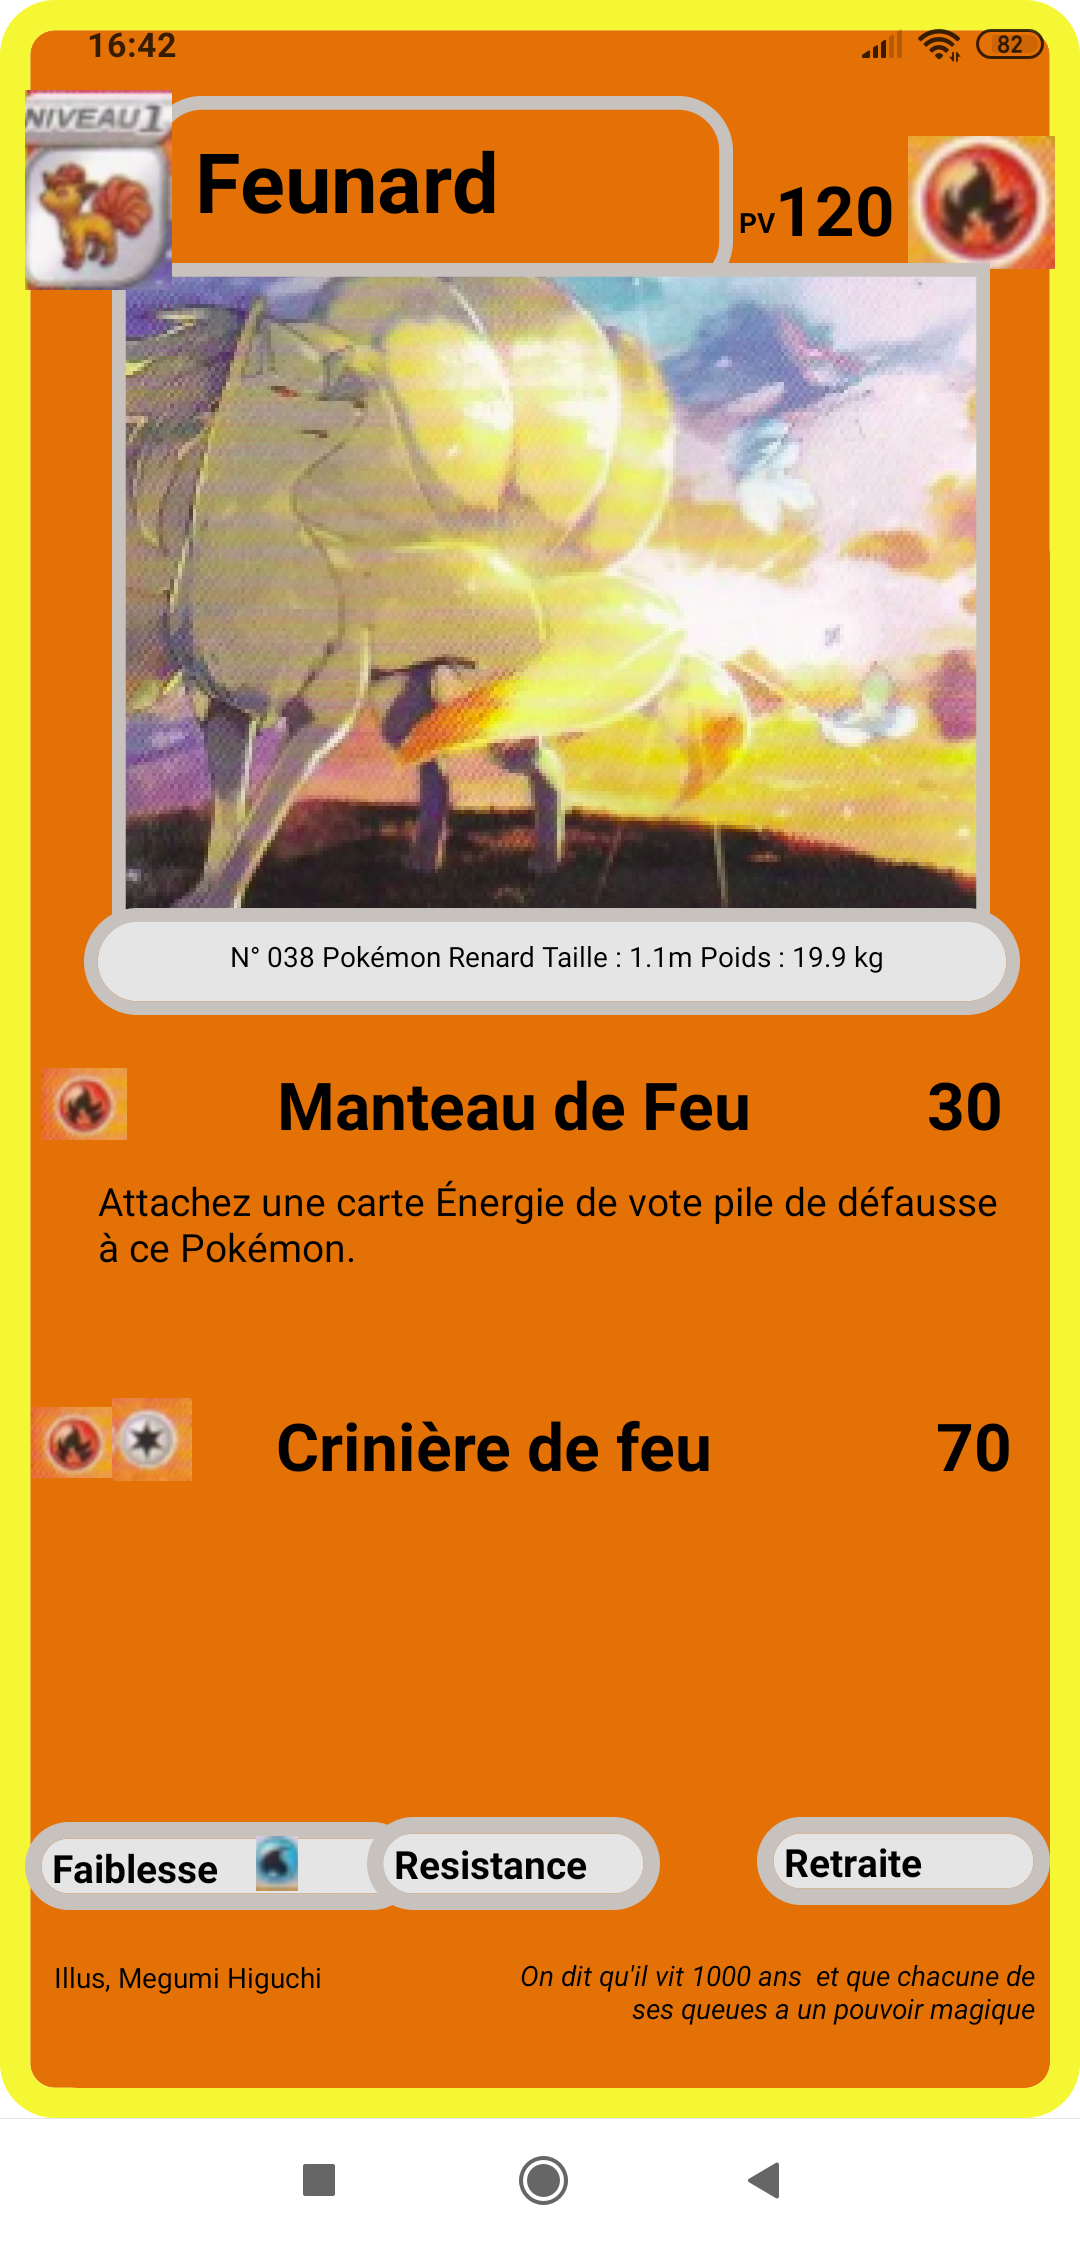 16:42
82
NIVEAU 1
Feunard
PV 120
N° 038 Pokémon Renard Taille : 1.1m Poids : 19.9 kg
Manteau de Feu 30
Attachez une carte Énergie de vote pile de défausse
à ce Pokémon.
Crinière de feu 70
Faiblesse
Resistance
Retraite
Illus, Megumi Higuchi
On dit qu'il vit 1000 ans et que chacune de
ses queues a un pouvoir magique